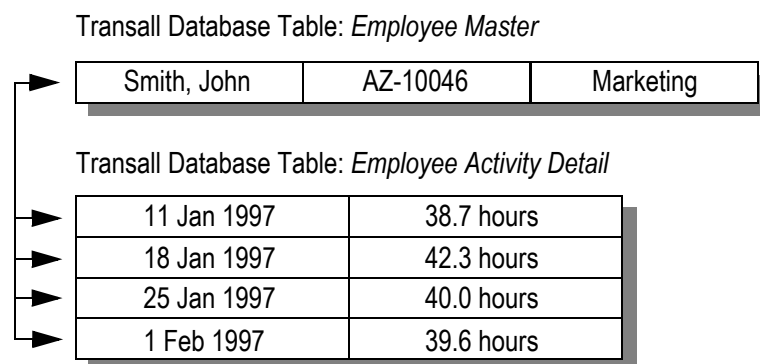 Transall Database Table: Employee Master
Smith, John AZ-10046 Marketing
Transall Database Table: Employee Activity Detail
11 Jan 1997 38.7 hours
18 Jan 1997 42.3 hours
25 Jan 1997 40.0 hours
1 Feb 1997 39.6 hours